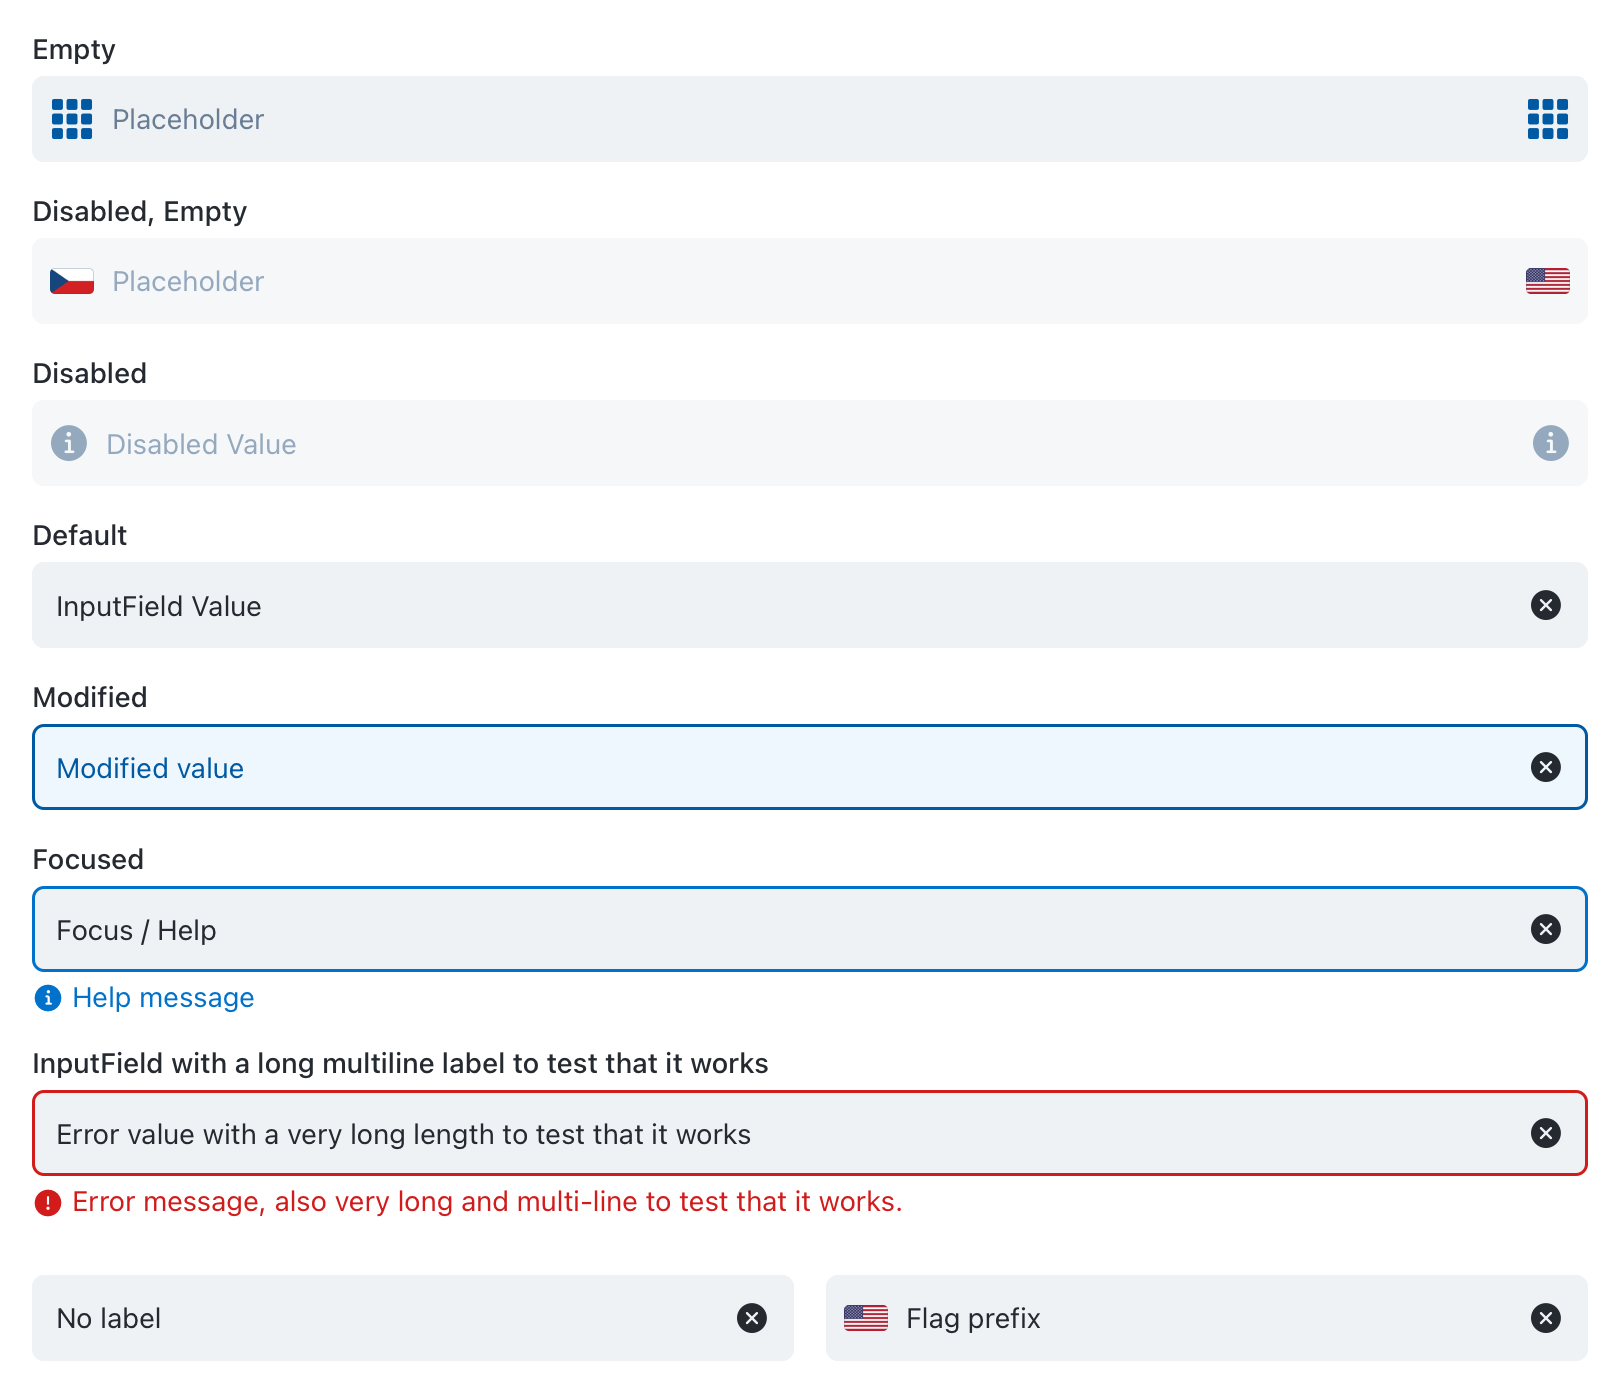 Empty
Placeholder
Disabled, Empty
Placeholder
Disabled
Disabled Value
Default
InputField Value
Modified
Modified value
Focused
Focus / Help
Help message
InputField with a long multiline label to test that it works
Error value with a very long length to test that it works
Error message, also very long and multi-line to test that it works.
No label
Flag prefix